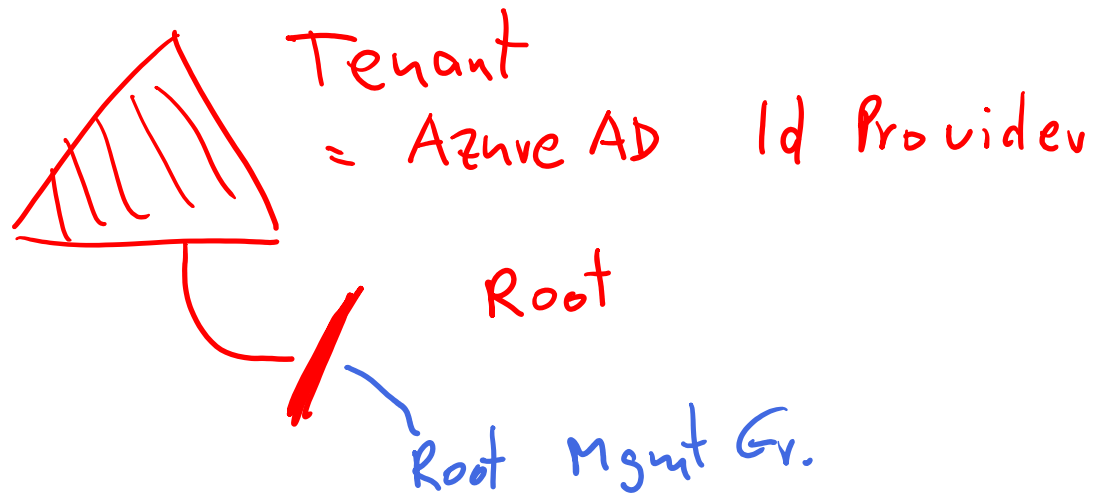 Tenant
= Azure AD Id Provider
Root
/
Root Mgmt Gr.